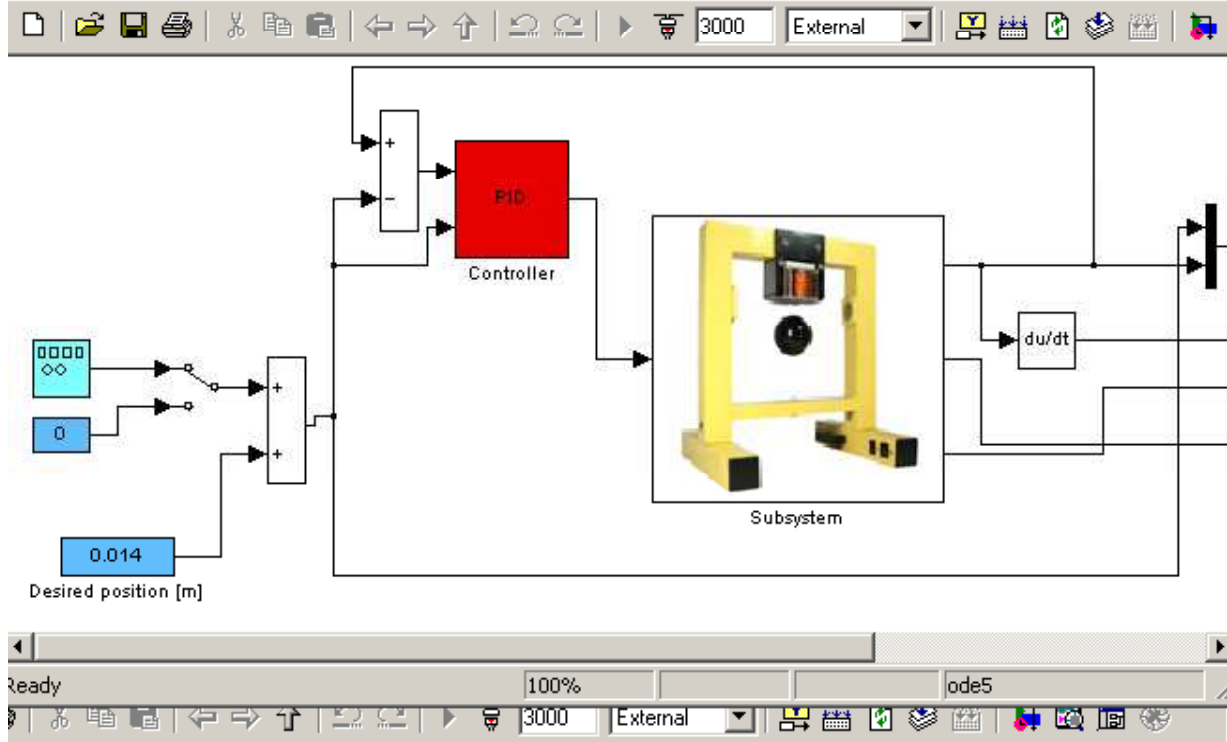 3000 External
+
−
PID
Controller
du/dt
0
+
+
Subsystem
0.014
Desired position [m]
Ready 100% ode5
3000 External